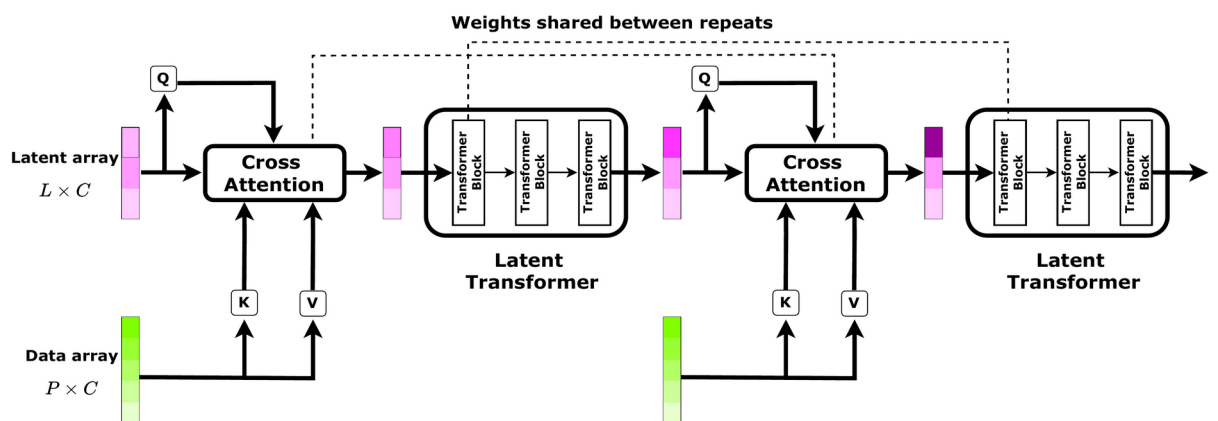 Weights shared between repeats
Q
Q
Latent array
L × C
Cross
Attention
Transformer
Block
Transformer
Block
Transformer
Block
Cross
Attention
Transformer
Block
Transformer
Block
Transformer
Block
Latent
Transformer
Latent
Transformer
K
V
K
V
Data array
P × C